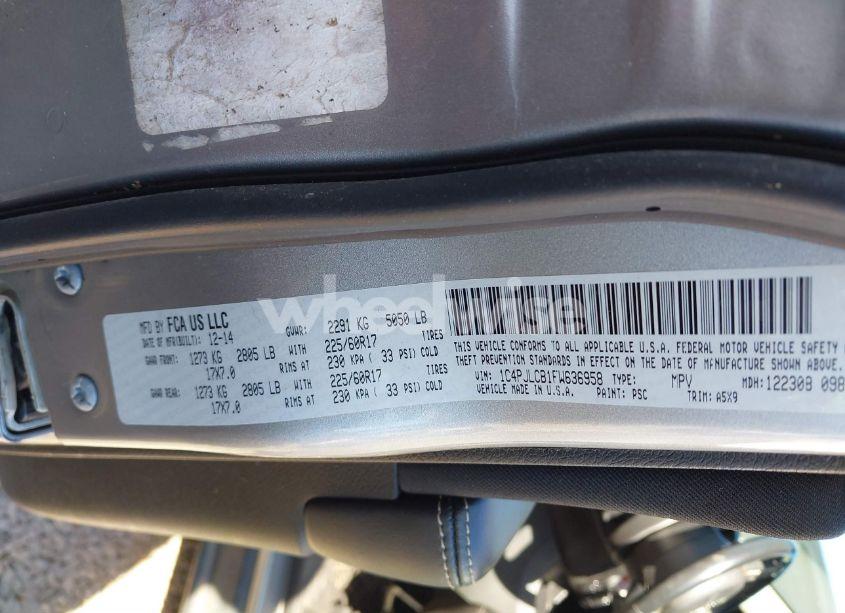 MFD BY FCA US LLC
DATE OF MFR(BUILT): 12-14 GVWR: 2291 KG 5050 LB
GAWR FRONT: 1273 KG 2805 LB WITH 225/60R17 TIRES
17X7.0 RIMS AT 230 KPA ( 33 PSI) COLD
GAWR REAR: 1273 KG 2805 LB WITH 225/60R17 TIRES
17X7.0 RIMS AT 230 KPA ( 33 PSI) COLD
THIS VEHICLE CONFORMS TO ALL APPLICABLE U.S.A. FEDERAL MOTOR VEHICLE SAFETY
THEFT PREVENTION STANDARDS IN EFFECT ON THE DATE OF MANUFACTURE SHOWN ABOVE.
VIN: 1C4PJLCB1FW636958 TYPE: MPV MDH: 122308 098
VEHICLE MADE IN U.S.A. PAINT: PSC TRIM: A5X9
wheelwise